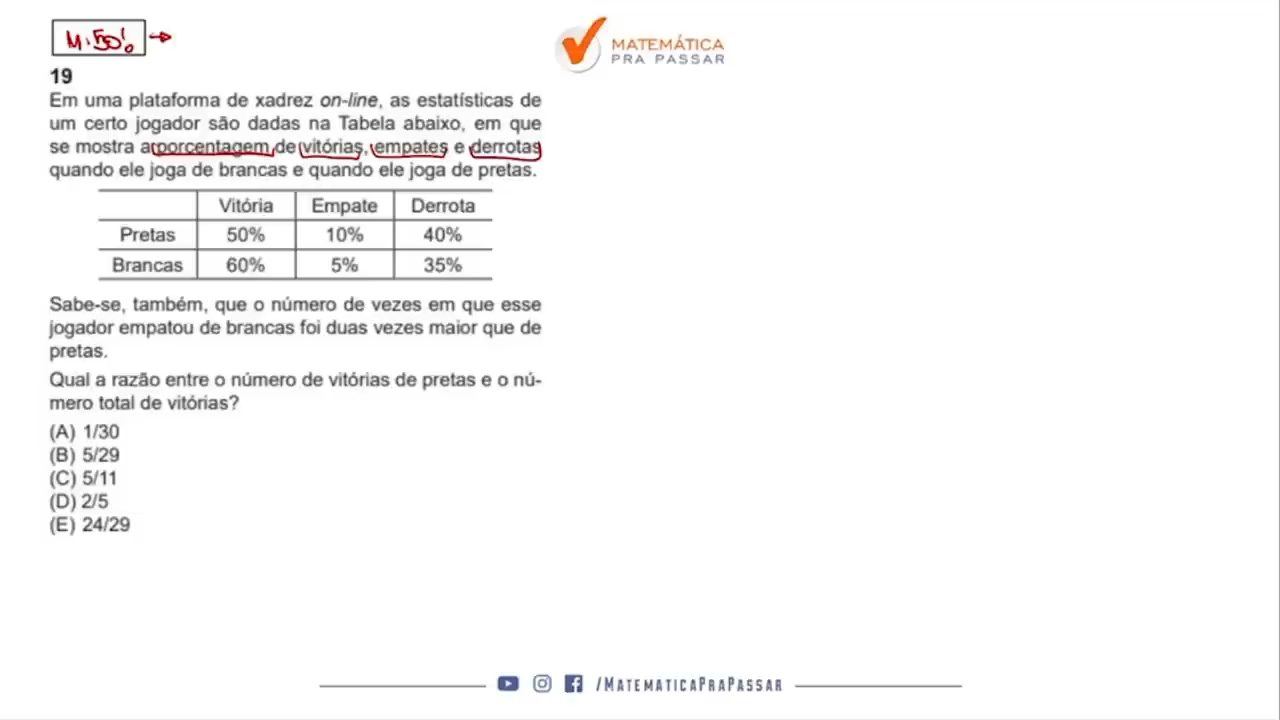 M.50%
MATEMÁTICA
PRA PASSAR
19
Em uma plataforma de xadrez on-line, as estatísticas de
um certo jogador são dadas na Tabela abaixo, em que
se mostra a porcentagem de vitórias, empates e derrotas
quando ele joga de brancas e quando ele joga de pretas.
Vitória Empate Derrota
Pretas 50% 10% 40%
Brancas 60% 5% 35%
Sabe-se, também, que o número de vezes em que esse
jogador empatou de brancas foi duas vezes maior que de
pretas.
Qual a razão entre o número de vitórias de pretas e o nú-
mero total de vitórias?
(A) 1/30
(B) 5/29
(C) 5/11
(D) 2/5
(E) 24/29
/MATEMATICAPRAPASSAR